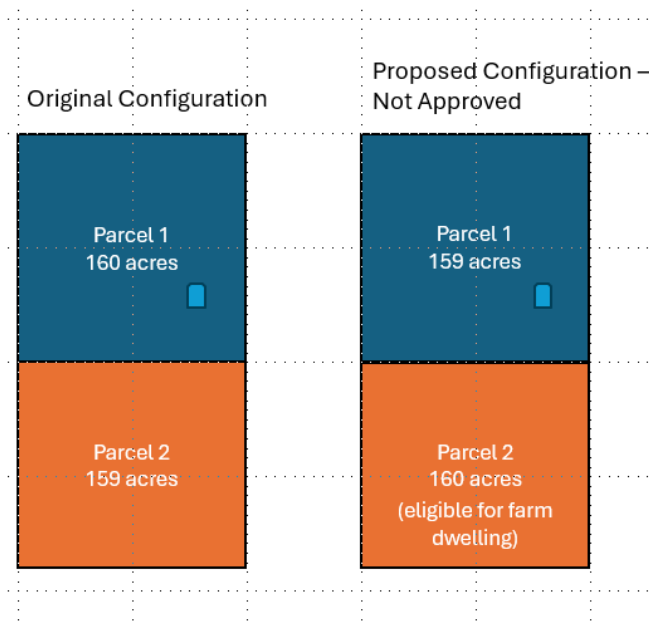 Original Configuration
Proposed Configuration –
Not Approved
Parcel 1
160 acres
Parcel 2
159 acres
Parcel 1
159 acres
Parcel 2
160 acres
(eligible for farm
dwelling)